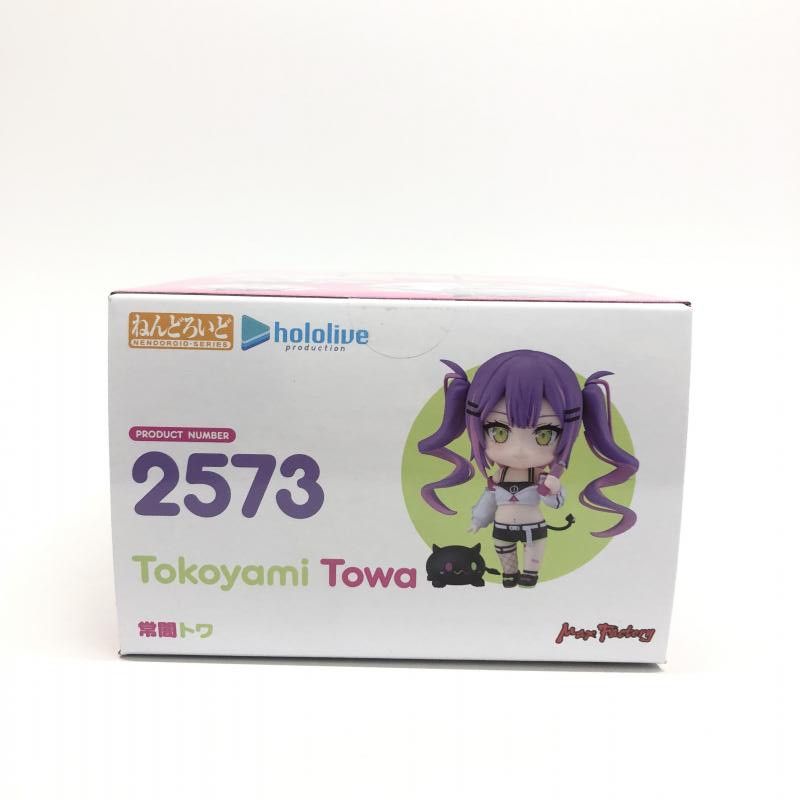 ねんどろいど
NENDOROID-SERIES
hololive
production
PRODUCT NUMBER
2573
Tokoyami Towa
常闇トワ
Max Factory